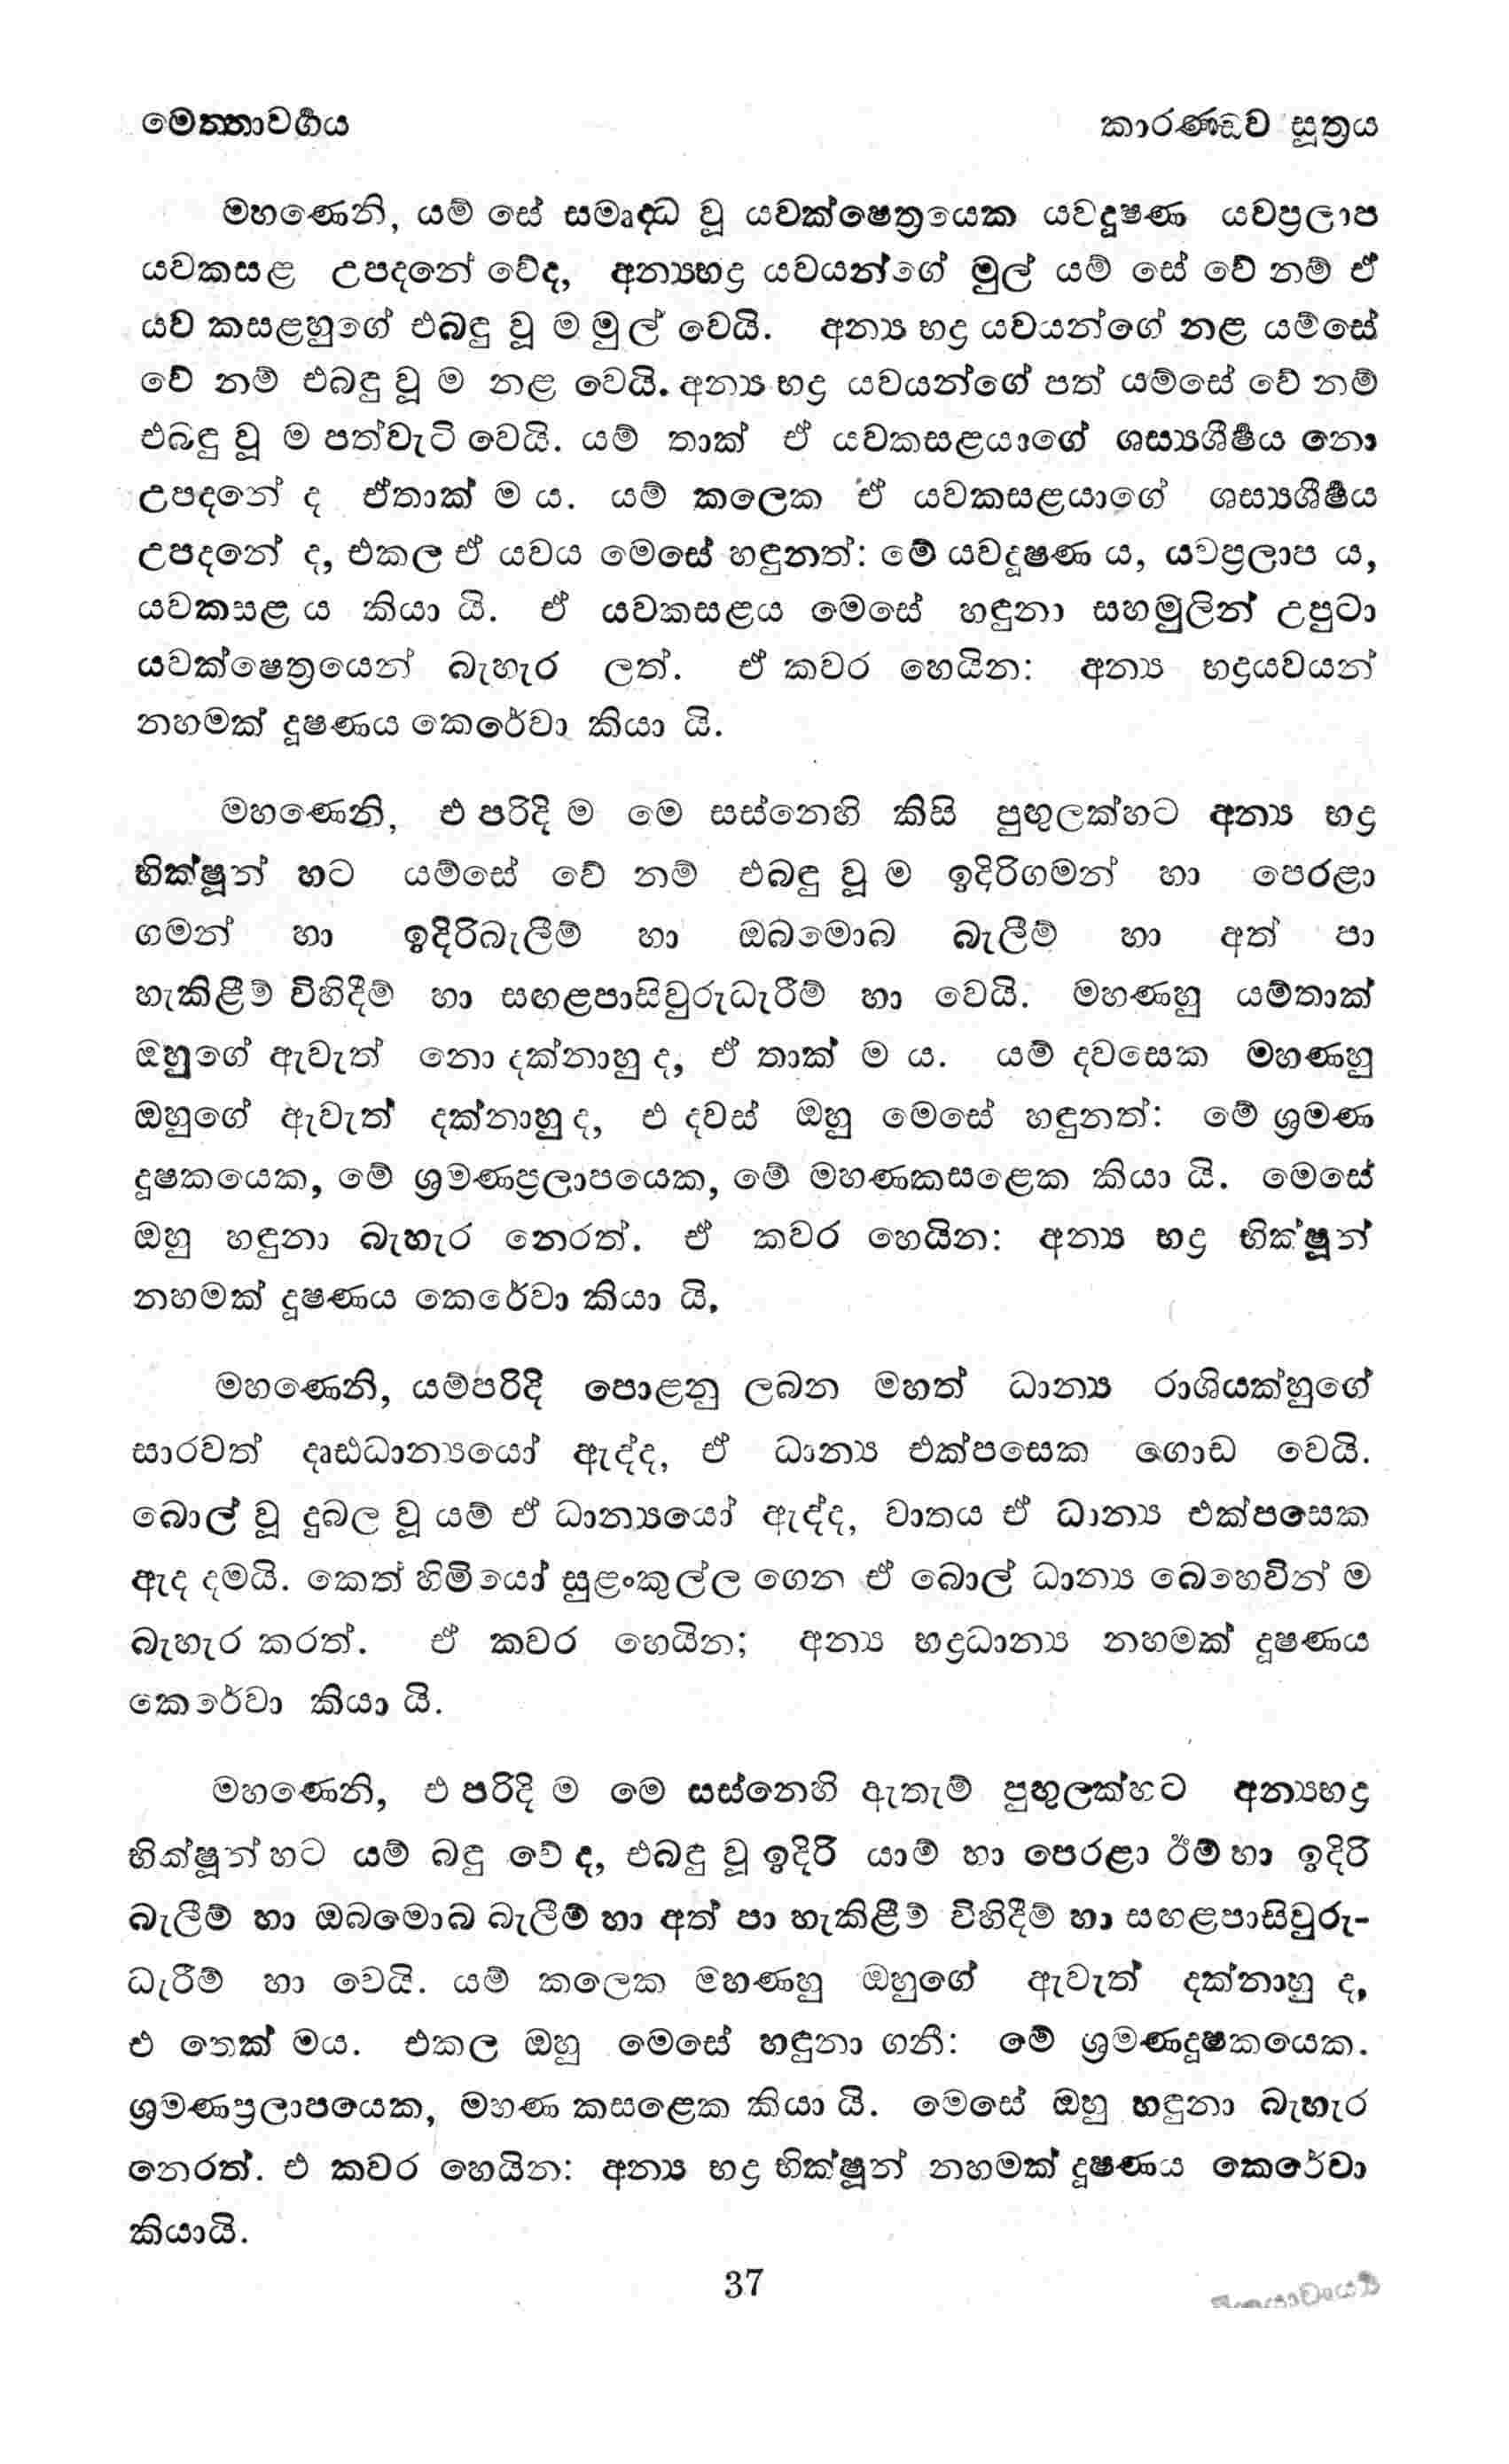 මෙත්තාවර්‍ගය කාරණ්ඩව සූත්‍රය
මහණෙනි, යම් සේ සමෘද්ධ වූ යවක්ෂෙත්‍රයෙක යවදූෂණ යවප්‍රලාප
යවකසළ උපදනේ වේද, අන්‍යභද්‍ර යවයන්ගේ මුල් යම් සේ වේ නම් ඒ
යව කසළහුගේ එබඳු වූ ම මුල් වෙයි. අන්‍ය භද්‍ර යවයන්ගේ නළ යම්සේ
වේ නම් එබඳු වූ ම නළ වෙයි. අන්‍ය භද්‍ර යවයන්ගේ පත් යම්සේ වේ නම්
එබඳු වූ ම පත්වැටි වෙයි. යම් තාක් ඒ යවකසළයාගේ ශස්‍යශීර්‍ෂය නො
උපදනේ ද ඒතාක් ම ය. යම් කලෙක ඒ යවකසළයාගේ ශස්‍යශීර්‍ෂය
උපදනේ ද, එකල ඒ යවය මෙසේ හඳුනත්: මේ යවදූෂණ ය, යවප්‍රලාප ය,
යවකසළ ය කියා යි. ඒ යවකසළය මෙසේ හඳුනා සහමුලින් උපුටා
යවක්ෂෙත්‍රයෙන් බැහැර ලත්. ඒ කවර හෙයින: අන්‍ය භද්‍රයවයන්
නහමක් දූෂණය කෙරේවා කියා යි.
මහණෙනි, එ පරිදි ම මෙ සස්නෙහි කිසි පුඟුලක්හට අන්‍ය භද්‍ර
භික්ෂූන් හට යම්සේ වේ නම් එබඳු වූ ම ඉදිරිගමන් හා පෙරළා
ගමන් හා ඉදිරිබැලීම් හා ඔබමොබ බැලීම් හා අත් පා
හැකිළීම් විහිදීම් හා සඟළපාසිවුරුධැරීම් හා වෙයි. මහණහු යම්තාක්
ඔහුගේ ඇවැත් නො දක්නාහු ද, ඒ තාක් ම ය. යම් දවසෙක මහණහු
ඔහුගේ ඇවැත් දක්නාහු ද, එ දවස් ඔහු මෙසේ හඳුනත්: මේ ශ්‍රමණ
දූෂකයෙක, මේ ශ්‍රමණප්‍රලාපයෙක, මේ මහණකසළෙක කියා යි. මෙසේ
ඔහු හඳුනා බැහැර නෙරත්. ඒ කවර හෙයින: අන්‍ය භද්‍ර භික්ෂූන්
නහමක් දූෂණය කෙරේවා කියා යි.
මහණෙනි, යම්පරිදි පොළනු ලබන මහත් ධාන්‍ය රාශියක්හුගේ
සාරවත් දෘඪධාන්‍යයෝ ඇද්ද, ඒ ධාන්‍ය එක්පසෙක ගොඩ වෙයි.
බොල් වූ දුබල වූ යම් ඒ ධාන්‍යයෝ ඇද්ද, වාතය ඒ ධාන්‍ය එක්පසෙක
ඇද දමයි. කෙත් හිමියෝ සුළංකුල්ල ගෙන ඒ බොල් ධාන්‍ය බෙහෙවින් ම
බැහැර කරත්. ඒ කවර හෙයින; අන්‍ය භද්‍රධාන්‍ය නහමක් දූෂණය
කෙරේවා කියා යි.
මහණෙනි, එ පරිදි ම මෙ සස්නෙහි ඇතැම් පුඟුලක්හට අන්‍යභද්‍ර
භික්ෂූන් හට යම් බඳු වේ ද, එබඳු වූ ඉදිරි යාම් හා පෙරළා ඊම් හා ඉදිරි
බැලීම් හා ඔබමොබ බැලීම් හා අත් පා හැකිළීම් විහිදීම් හා සඟළපාසිවුරු-
ධැරීම් හා වෙයි. යම් කලෙක මහණහු ඔහුගේ ඇවැත් දක්නාහු ද,
එ තෙක් මය. එකල ඔහු මෙසේ හඳුනා ගනී: මේ ශ්‍රමණදූෂකයෙක.
ශ්‍රමණප්‍රලාපයෙක, මහණ කසළෙක කියා යි. මෙසේ ඔහු හඳුනා බැහැර
නෙරත්. එ කවර හෙයින: අන්‍ය භද්‍ර භික්ෂූන් නහමක් දූෂණය කෙරේවා
කියායි.
37